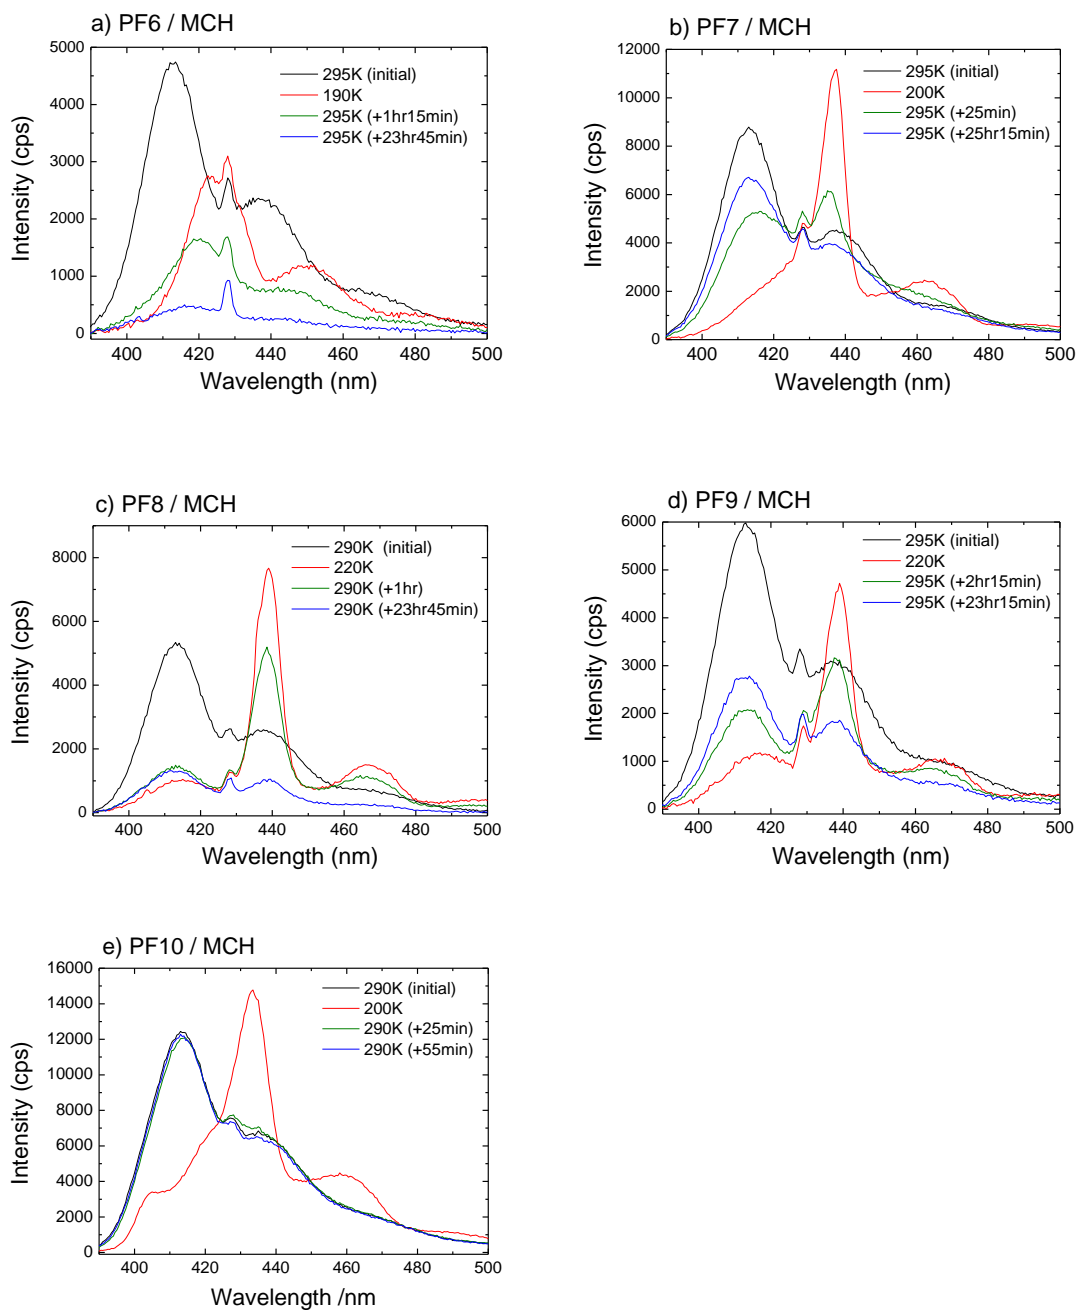 a) PF6 / MCH
5000
4000
3000
2000
1000
0
400 420 440 460 480 500
Intensity (cps)
Wavelength (nm)
295K (initial)
190K
295K (+1hr15min)
295K (+23hr45min)
b) PF7 / MCH
12000
10000
8000
6000
4000
2000
0
400 420 440 460 480 500
Intensity (cps)
Wavelength (nm)
295K (initial)
200K
295K (+25min)
295K (+25hr15min)
c) PF8 / MCH
8000
6000
4000
2000
0
400 420 440 460 480 500
Intensity (cps)
Wavelength (nm)
290K (initial)
220K
290K (+1hr)
290K (+23hr45min)
d) PF9 / MCH
6000
5000
4000
3000
2000
1000
0
400 420 440 460 480 500
Intensity (cps)
Wavelength (nm)
295K (initial)
220K
295K (+2hr15min)
295K (+23hr15min)
e) PF10 / MCH
16000
14000
12000
10000
8000
6000
4000
2000
0
400 420 440 460 480 500
Intensity (cps)
Wavelength /nm
290K (initial)
200K
290K (+25min)
290K (+55min)